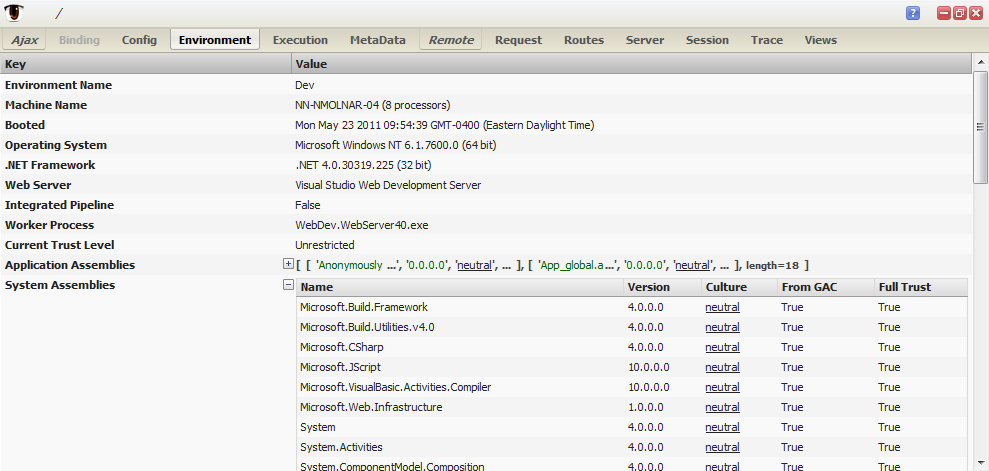 / ?
Ajax Binding Config Environment Execution MetaData Remote Request Routes Server Session Trace Views
Key Value
Environment Name Dev
Machine Name NN-NMOLNAR-04 (8 processors)
Booted Mon May 23 2011 09:54:39 GMT-0400 (Eastern Daylight Time)
Operating System Microsoft Windows NT 6.1.7600.0 (64 bit)
.NET Framework .NET 4.0.30319.225 (32 bit)
Web Server Visual Studio Web Development Server
Integrated Pipeline False
Worker Process WebDev.WebServer40.exe
Current Trust Level Unrestricted
Application Assemblies [ [ 'Anonymously ...', '0.0.0.0', 'neutral', ... ], [ 'App_global.a...', '0.0.0.0', 'neutral', ... ], length=18 ]
System Assemblies Name Version Culture From GAC Full Trust
Microsoft.Build.Framework 4.0.0.0 neutral True True
Microsoft.Build.Utilities.v4.0 4.0.0.0 neutral True True
Microsoft.CSharp 4.0.0.0 neutral True True
Microsoft.JScript 10.0.0.0 neutral True True
Microsoft.VisualBasic.Activities.Compiler 10.0.0.0 neutral True True
Microsoft.Web.Infrastructure 1.0.0.0 neutral True True
System 4.0.0.0 neutral True True
System.Activities 4.0.0.0 neutral True True
System.ComponentModel.Composition 4.0.0.0 neutral True True